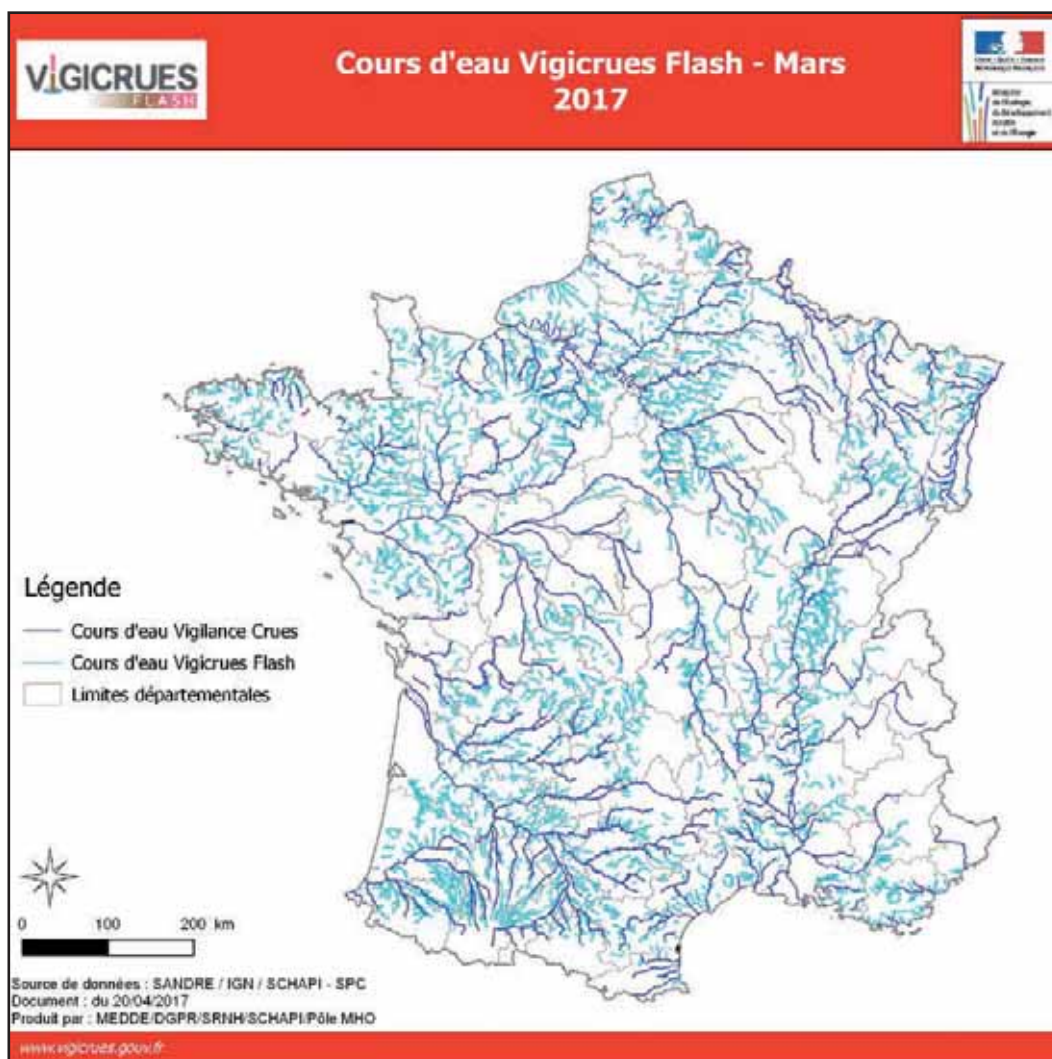 VIGICRUES
FLASH
Cours d'eau Vigicrues Flash - Mars
2017
Légende
Cours d'eau Vigilance Crues
Cours d'eau Vigicrues Flash
Limites départementales
0 100 200 km
Source de données : SANDRE / IGN / SCHAPI - SPC
Document : du 20/04/2017
Produit par : MEDDE/DGPR/SRNH/SCHAPI/Pôle MHO
www.vigicrues.gouv.fr